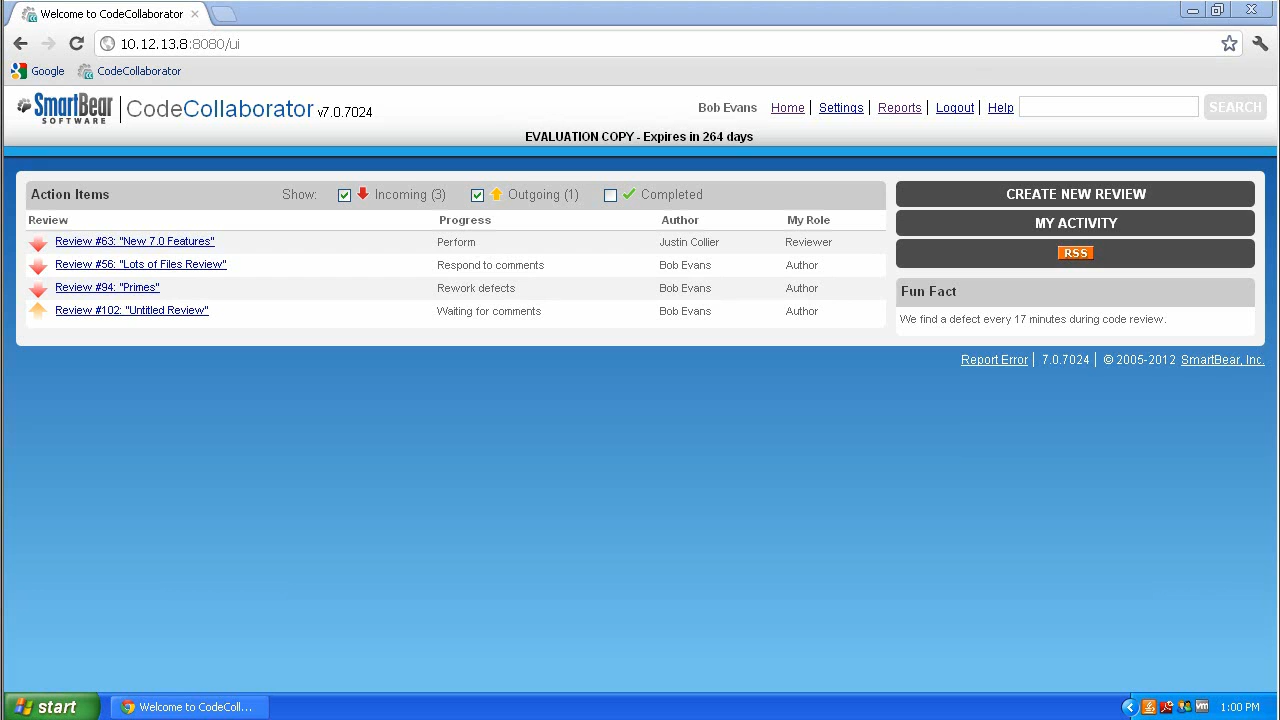 Welcome to CodeCollaborator
10.12.13.8:8080/ui
Google CodeCollaborator
SmartBear SOFTWARE CodeCollaborator v7.0.7024 Bob Evans Home Settings Reports Logout Help SEARCH
EVALUATION COPY - Expires in 264 days
Action Items Show: Incoming (3) Outgoing (1) Completed
Review Progress Author My Role
Review #63: "New 7.0 Features" Perform Justin Collier Reviewer
Review #56: "Lots of Files Review" Respond to comments Bob Evans Author
Review #94: "Primes" Rework defects Bob Evans Author
Review #102: "Untitled Review" Waiting for comments Bob Evans Author
CREATE NEW REVIEW
MY ACTIVITY
RSS
Fun Fact
We find a defect every 17 minutes during code review.
Report Error 7.0.7024 © 2005-2012 SmartBear, Inc.
start Welcome to CodeColl... 1:00 PM